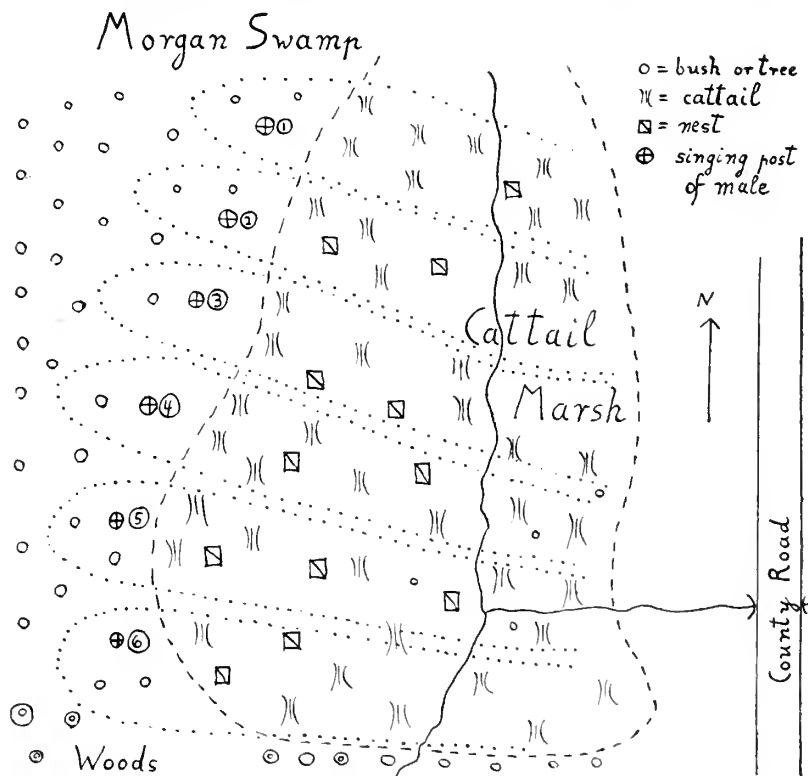 Morgan Swamp
o = bush or tree
= cattail
= nest
singing post
of male
1
2
3
N
Cattail
4
Marsh
5
County Road
6
Woods